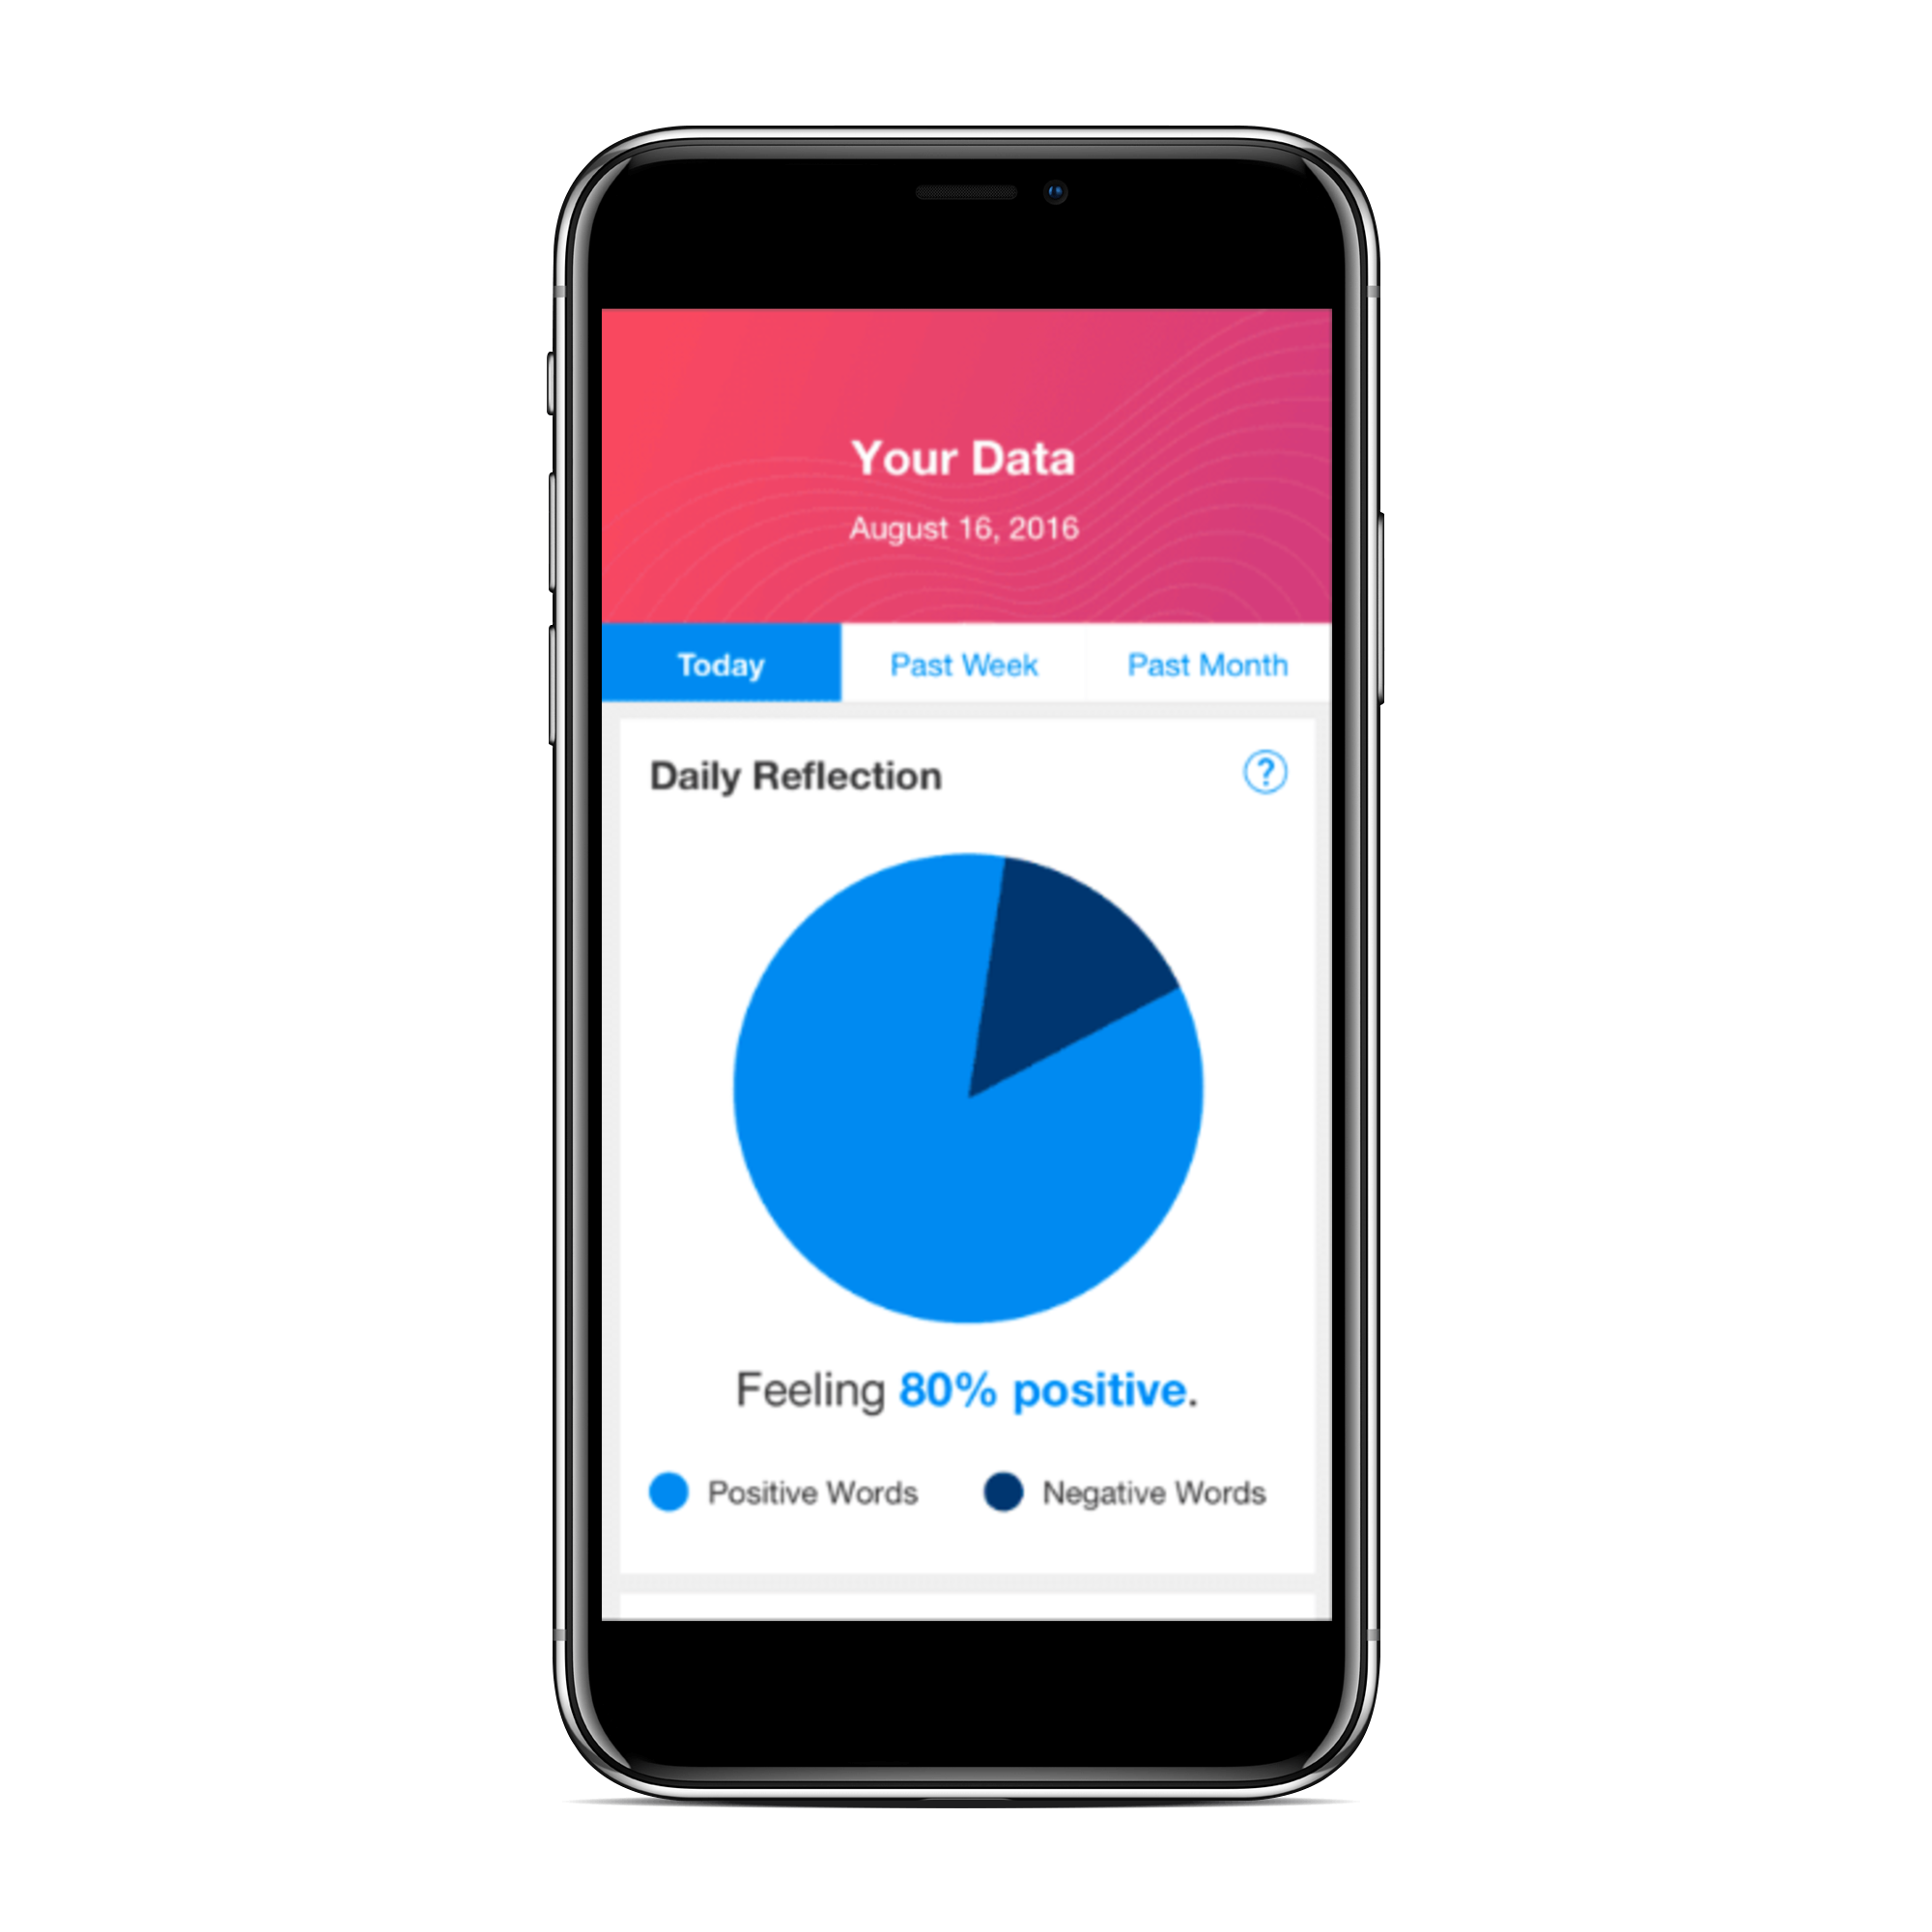 Your Data
August 16, 2016
Today Past Week Past Month
Daily Reflection ?
Feeling 80% positive.
Positive Words Negative Words